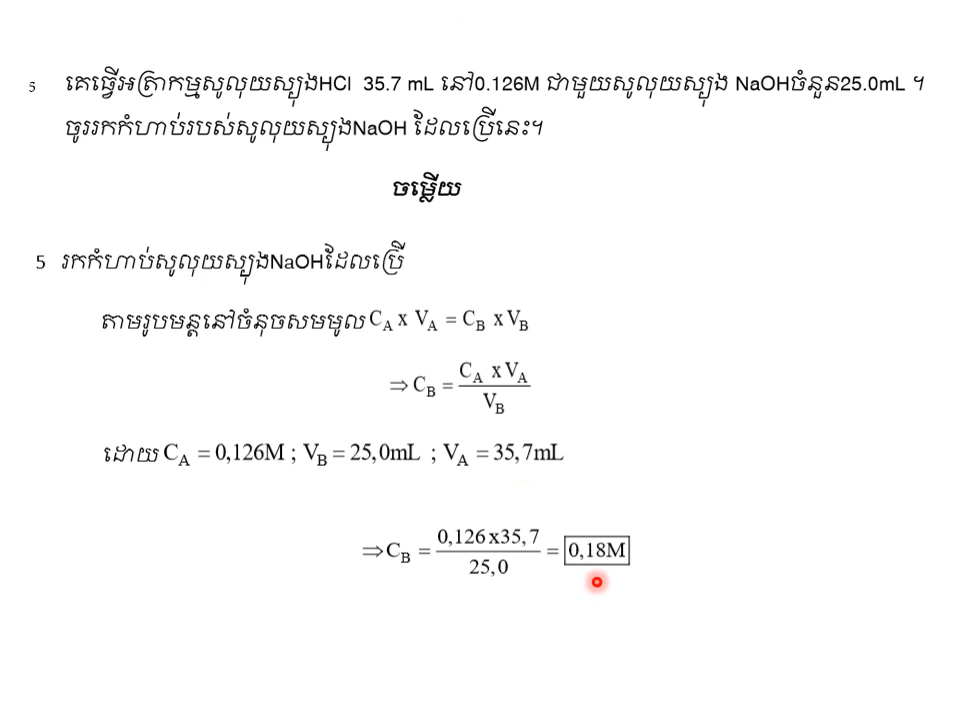 5 គេធ្វើអត្រាកម្មសូលុយស្យុងHCl 35.7 mL នៅ0.126M ជាមួយសូលុយស្យុង NaOHចំនួន25.0mL ។
ចូររកកំហាប់របស់សូលុយស្យុងNaOH ដែលប្រើនេះ។
ចម្លើយ
5 រកកំហាប់សូលុយស្យុងNaOHដែលប្រើ
តាមរូបមន្តនៅចំនុចសមមូល C_A x V_A = C_B x V_B
⇒ C_B = (C_A x V_A) / V_B
ដោយ C_A = 0,126M ; V_B = 25,0mL ; V_A = 35,7mL
⇒ C_B = (0,126 x 35,7) / 25,0 = 0,18M